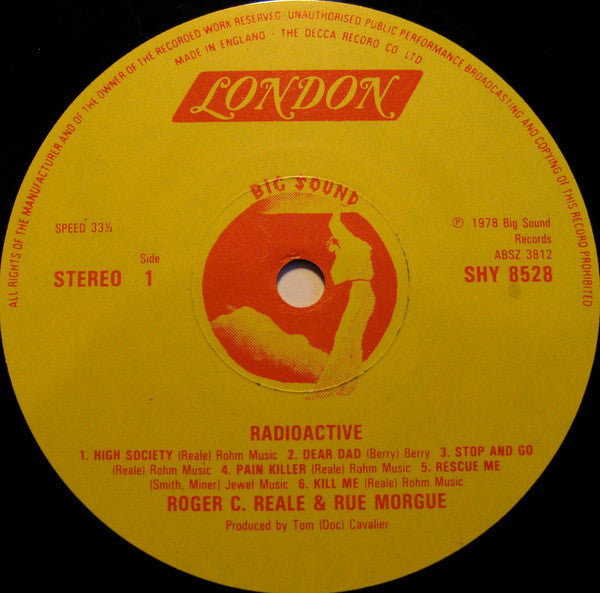 ALL RIGHTS OF THE MANUFACTURER AND OF THE OWNER OF THE RECORDED WORK RESERVED · UNAUTHORISED PUBLIC PERFORMANCE BROADCASTING AND COPYING OF THIS RECORD PROHIBITED
MADE IN ENGLAND · THE DECCA RECORD CO LTD
LONDON
BIG SOUND
SPEED 33⅓
Side
STEREO 1
℗ 1978 Big Sound
Records
ABSZ 3812
SHY 8528
RADIOACTIVE
1. HIGH SOCIETY (Reale) Rohm Music 2. DEAR DAD (Berry) Berry 3. STOP AND GO
(Reale) Rohm Music 4. PAIN KILLER (Reale) Rohm Music 5. RESCUE ME
(Smith, Miner) Jewel Music 6. KILL ME (Reale) Rohm Music
ROGER C. REALE & RUE MORGUE
Produced by Tom (Doc) Cavalier